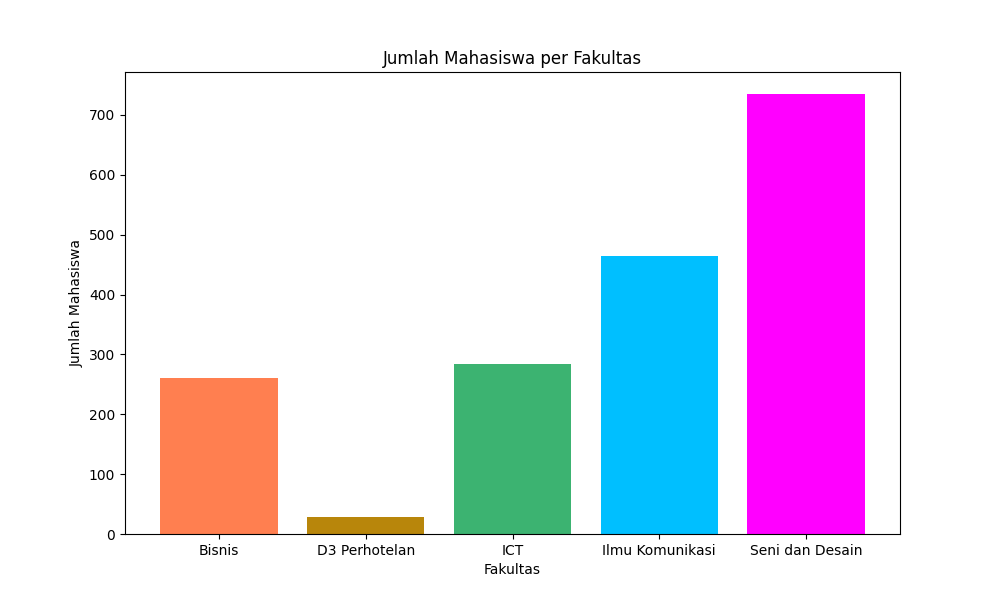 Jumlah Mahasiswa per Fakultas
Jumlah Mahasiswa
700
600
500
400
300
200
100
0
Bisnis D3 Perhotelan ICT Ilmu Komunikasi Seni dan Desain
Fakultas